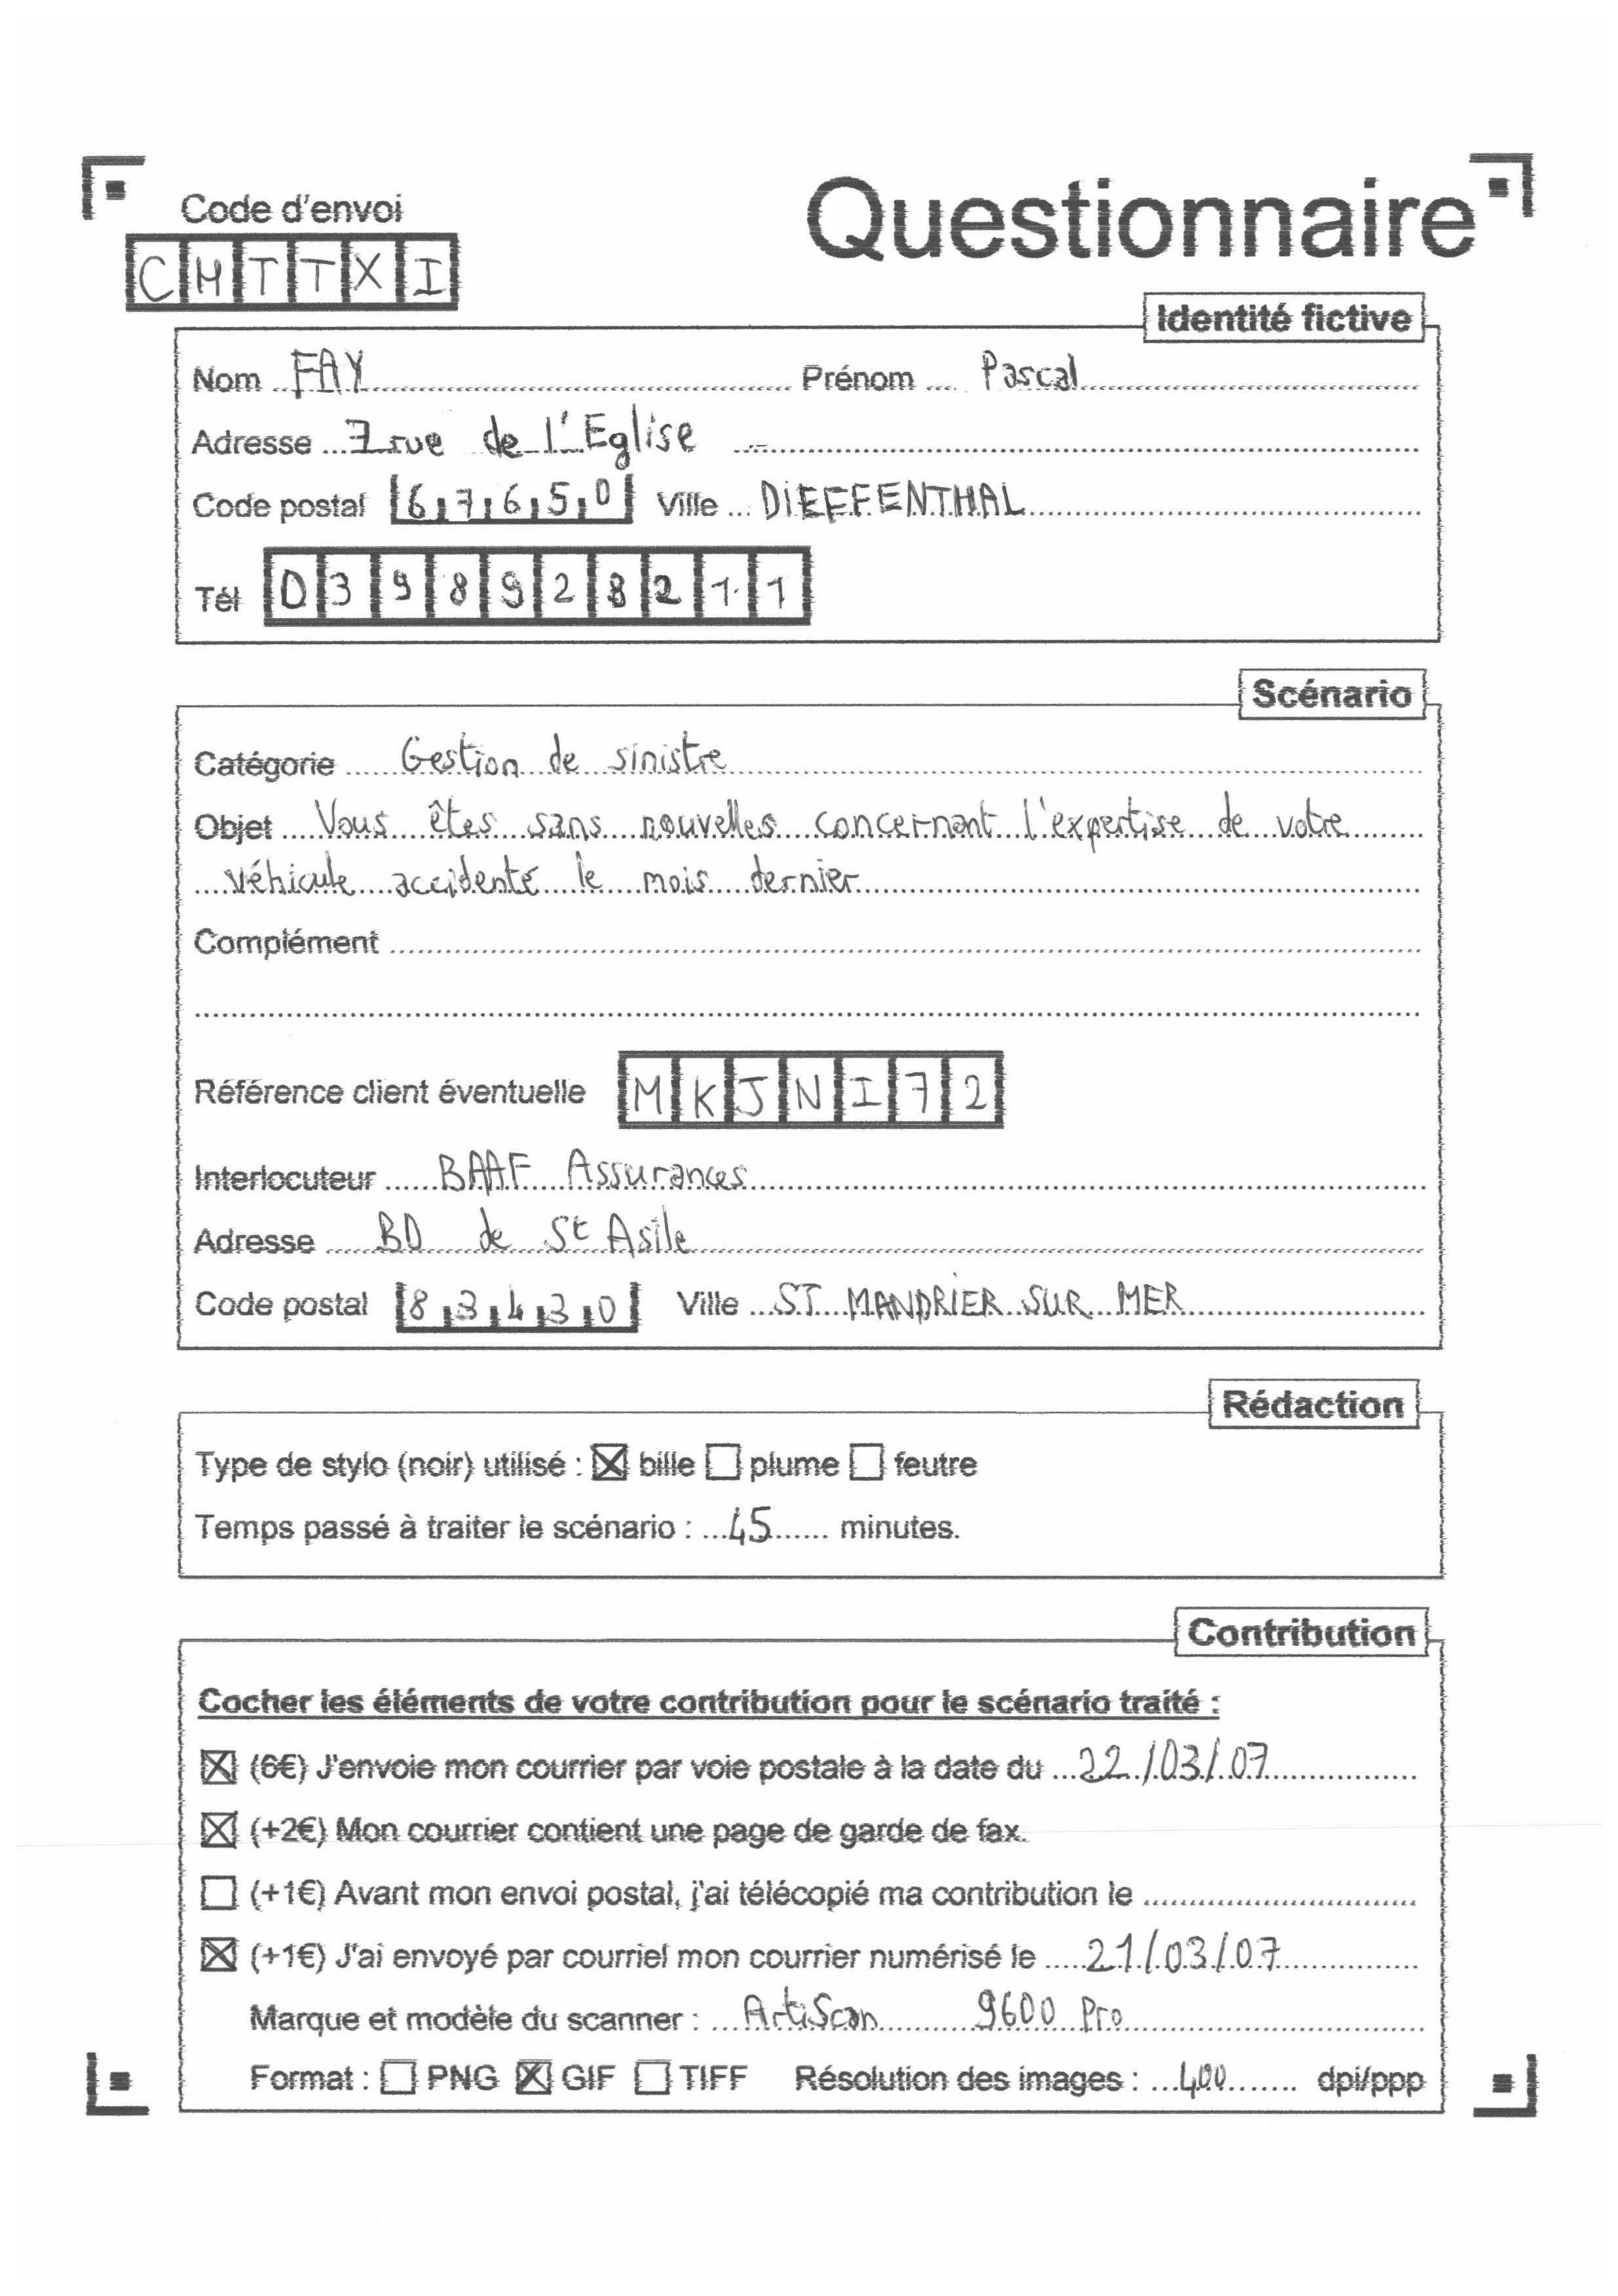 Code d'envoi
Questionnaire
CHTTXI
Identité fictive
Nom FAY Prénom Pascal
Adresse 7 rue de l'Eglise
Code postal 67650 Ville DIEFFENTHAL
Tél 0398928211
Scénario
Catégorie Gestion de sinistre
Objet Vous êtes sans nouvelles concernant l'expertise de votre
véhicule accidenté le mois dernier
Complément
Référence client éventuelle MKJNI72
Interlocuteur BAAF Assurances
Adresse BD de St Asile
Code postal 83430 Ville ST MANDRIER SUR MER
Rédaction
Type de stylo (noir) utilisé : ☒ bille ☐ plume ☐ feutre
Temps passé à traiter le scénario : 45 minutes.
Contribution
Cocher les éléments de votre contribution pour le scénario traité :
☒ (6€) J'envoie mon courrier par voie postale à la date du 22/03/07
☒ (+2€) Mon courrier contient une page de garde de fax.
☐ (+1€) Avant mon envoi postal, j'ai télécopié ma contribution le
☒ (+1€) J'ai envoyé par courriel mon courrier numérisé le 21/03/07
Marque et modèle du scanner : ArtiScan 9600 Pro
Format : ☐ PNG ☒ GIF ☐ TIFF Résolution des images : 400 dpi/ppp